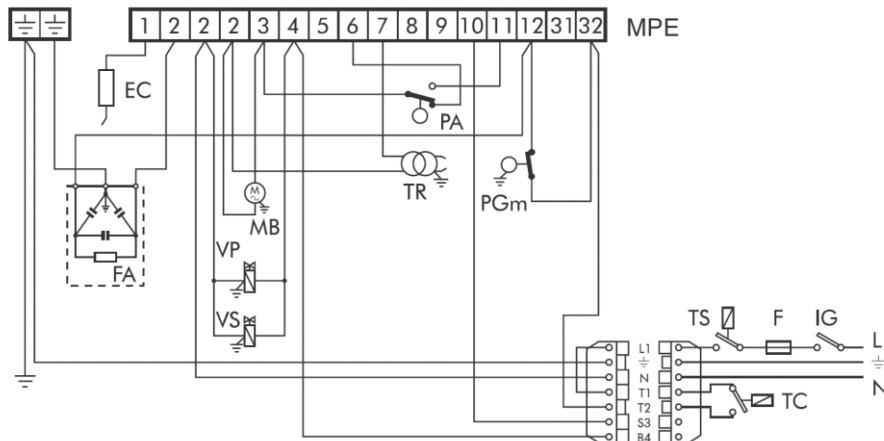 1 2 2 2 3 4 5 6 7 8 9 10 11 12 31 32 MPE
EC
PA
TR
PGm
M
MB
FA
VP
VS
TS F IG
L1 L
N N
T1
T2 TC
S3
B4